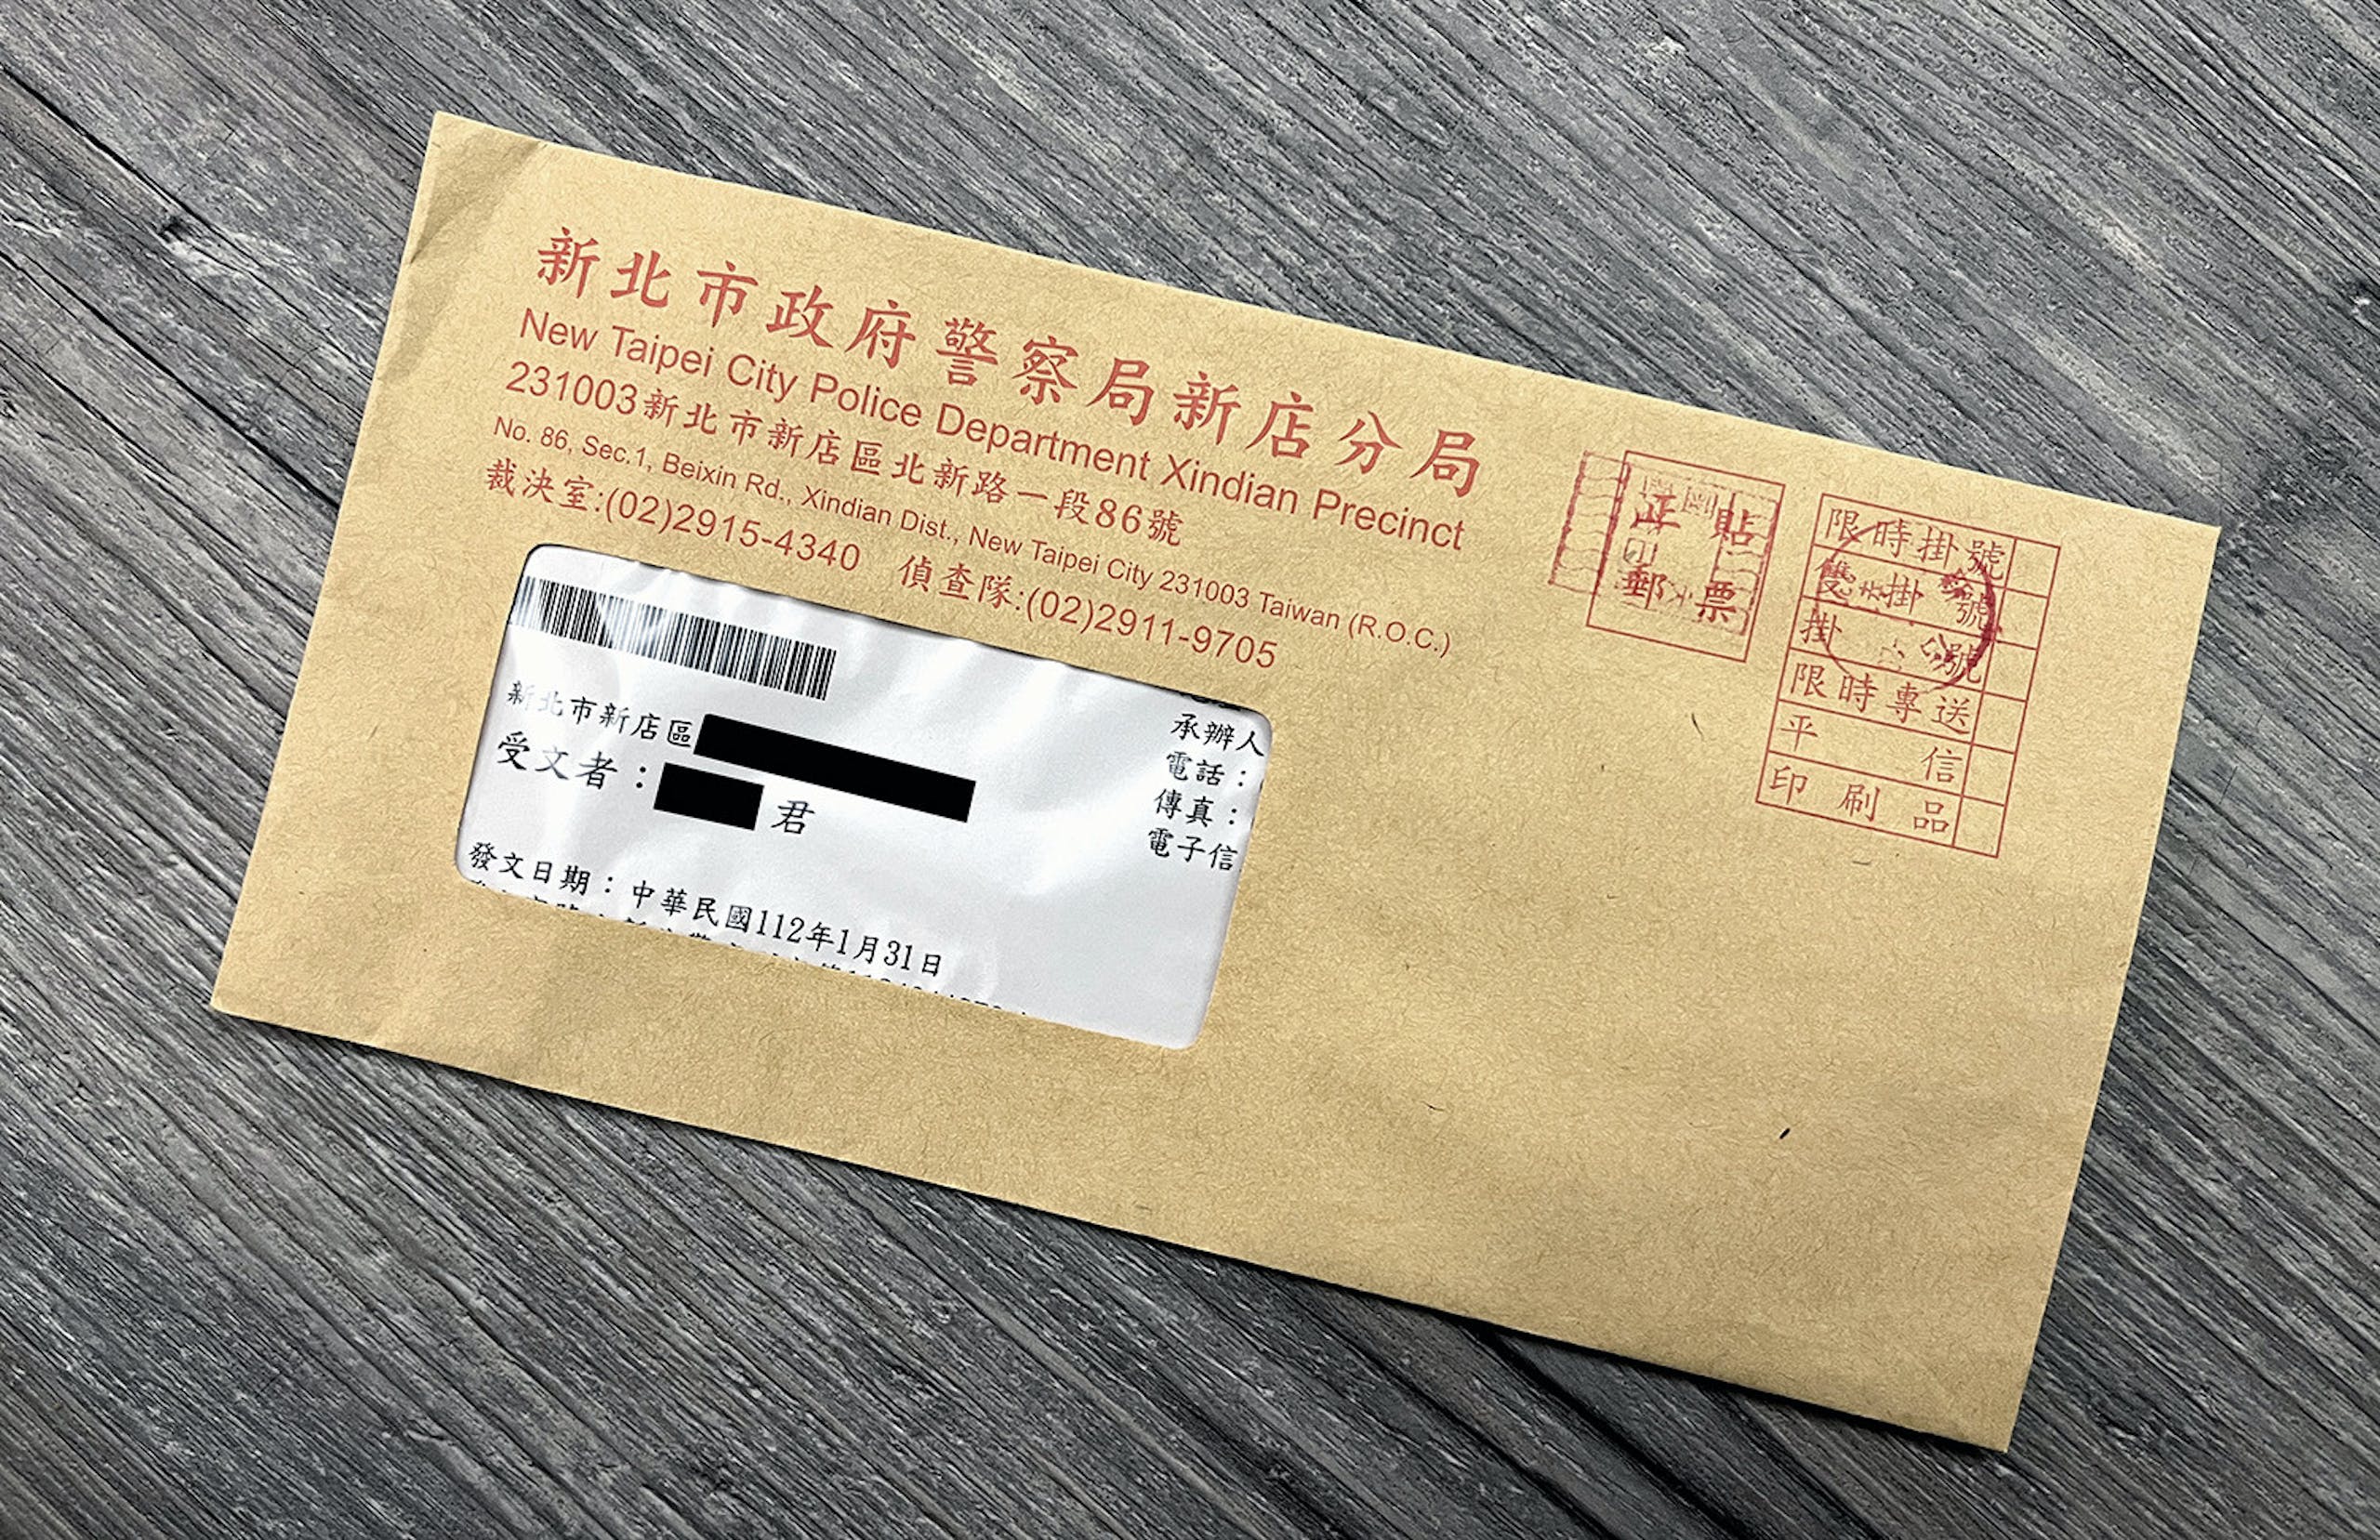 新北市政府警察局新店分局
New Taipei City Police Department Xindian Precinct
231003新北市新店區北新路一段86號
No. 86, Sec.1, Beixin Rd., Xindian Dist., New Taipei City 231003 Taiwan (R.O.C.)
裁決室:(02)2915-4340 偵查隊:(02)2911-9705
新北市新店區
受文者： 君
發文日期：中華民國112年1月31日
承辦人
電話：
傳真：
電子信
正貼
郵票
限時掛號
雙掛號
掛號
限時專送
平信
印刷品